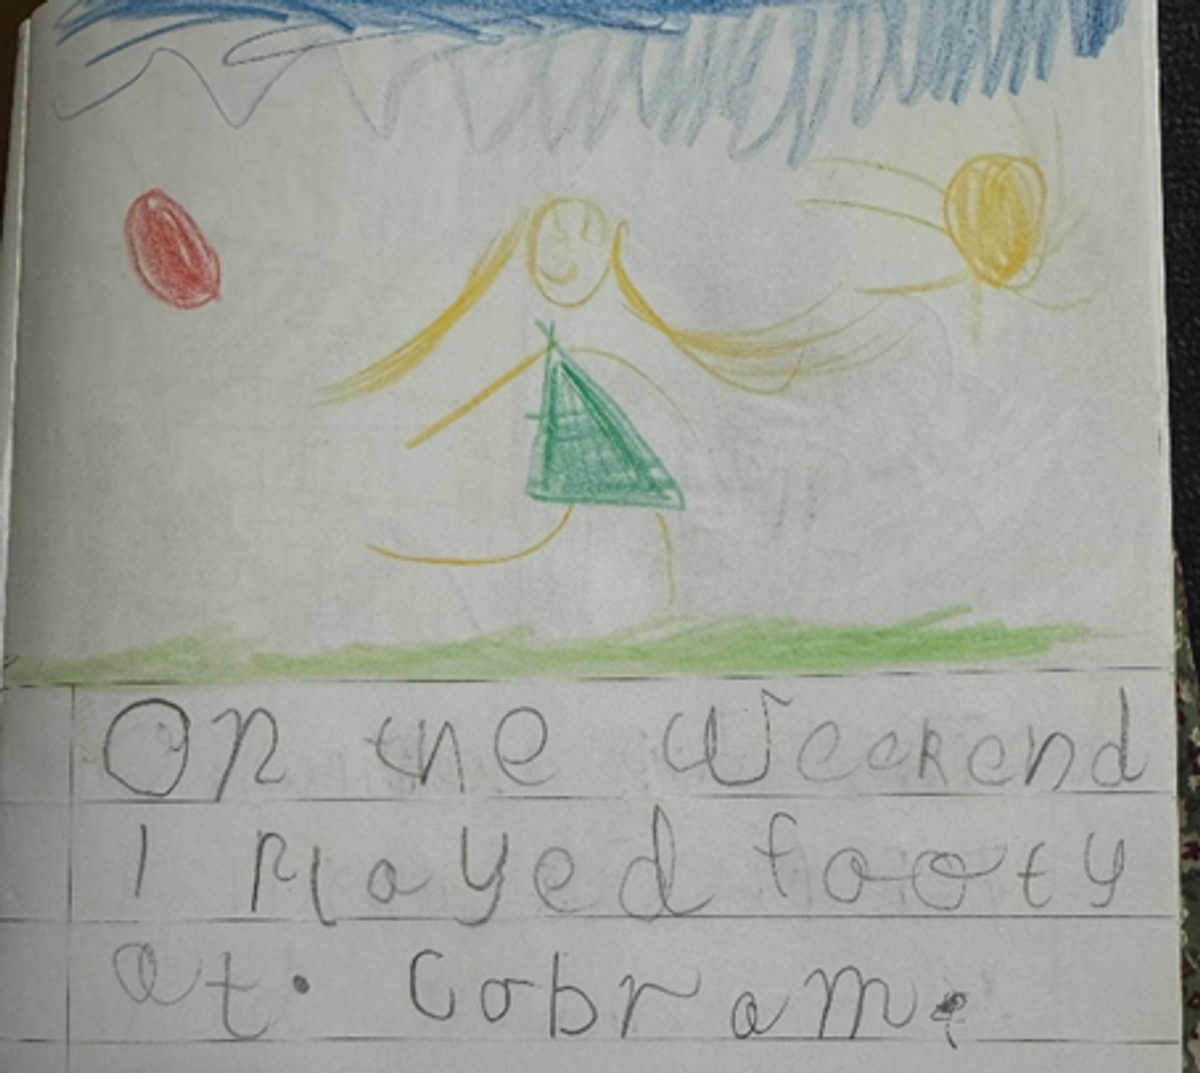 On the weekend
I played footy
at. Cobram.